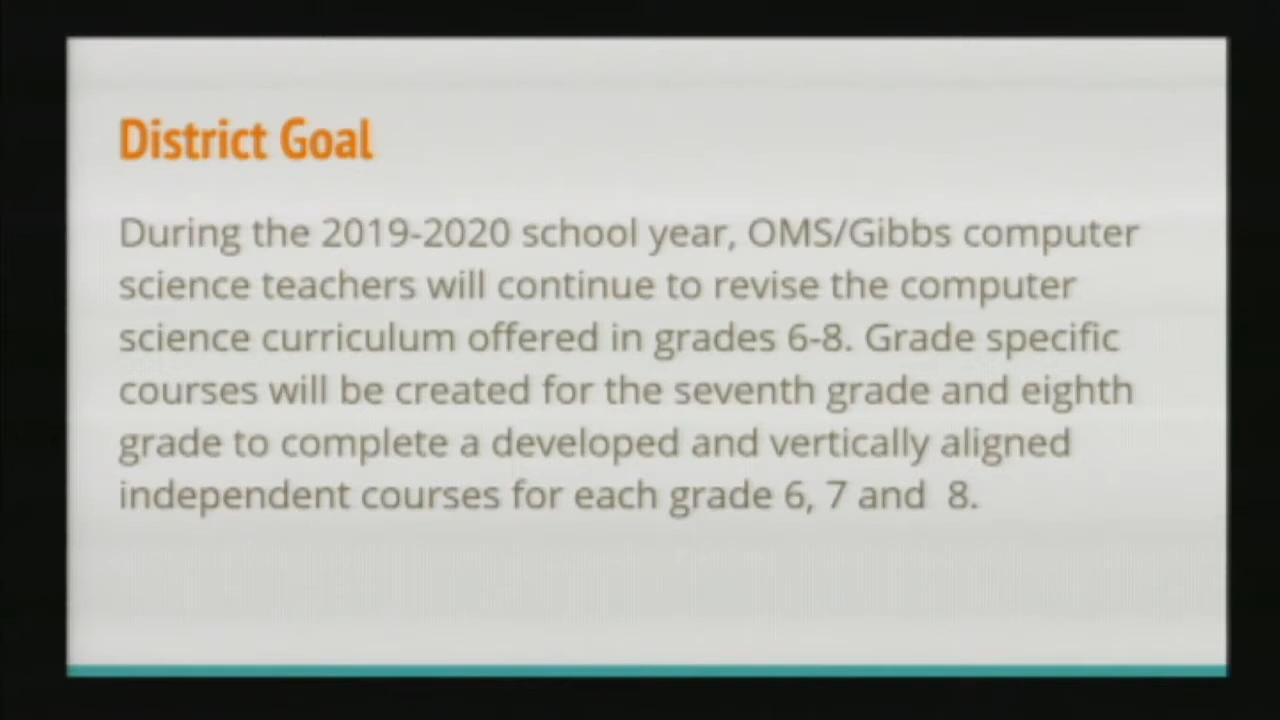 District Goal
During the 2019-2020 school year, OMS/Gibbs computer
science teachers will continue to revise the computer
science curriculum offered in grades 6-8. Grade specific
courses will be created for the seventh grade and eighth
grade to complete a developed and vertically aligned
independent courses for each grade 6, 7 and  8.